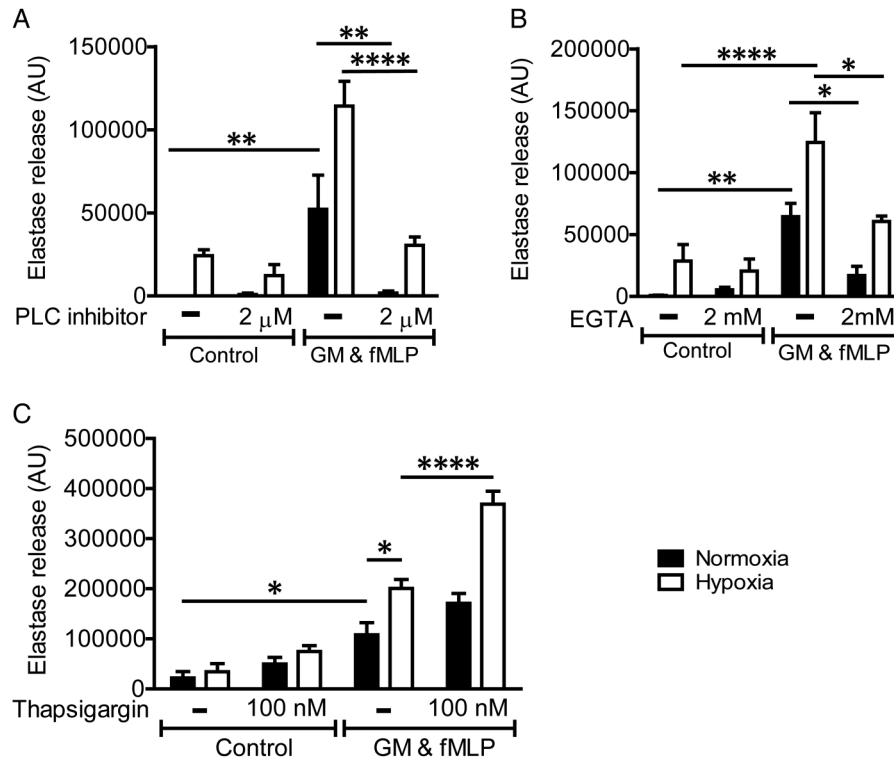 A
Elastase release (AU)
150000
100000
50000
0
**
**
****
PLC inhibitor - 2 μM - 2 μM
Control GM & fMLP
B
Elastase release (AU)
200000
150000
100000
50000
0
****
*
*
**
EGTA - 2 mM - 2mM
Control GM & fMLP
C
Elastase release (AU)
500000
400000
300000
200000
100000
0
****
*
*
Thapsigargin - 100 nM - 100 nM
Control GM & fMLP
Normoxia
Hypoxia